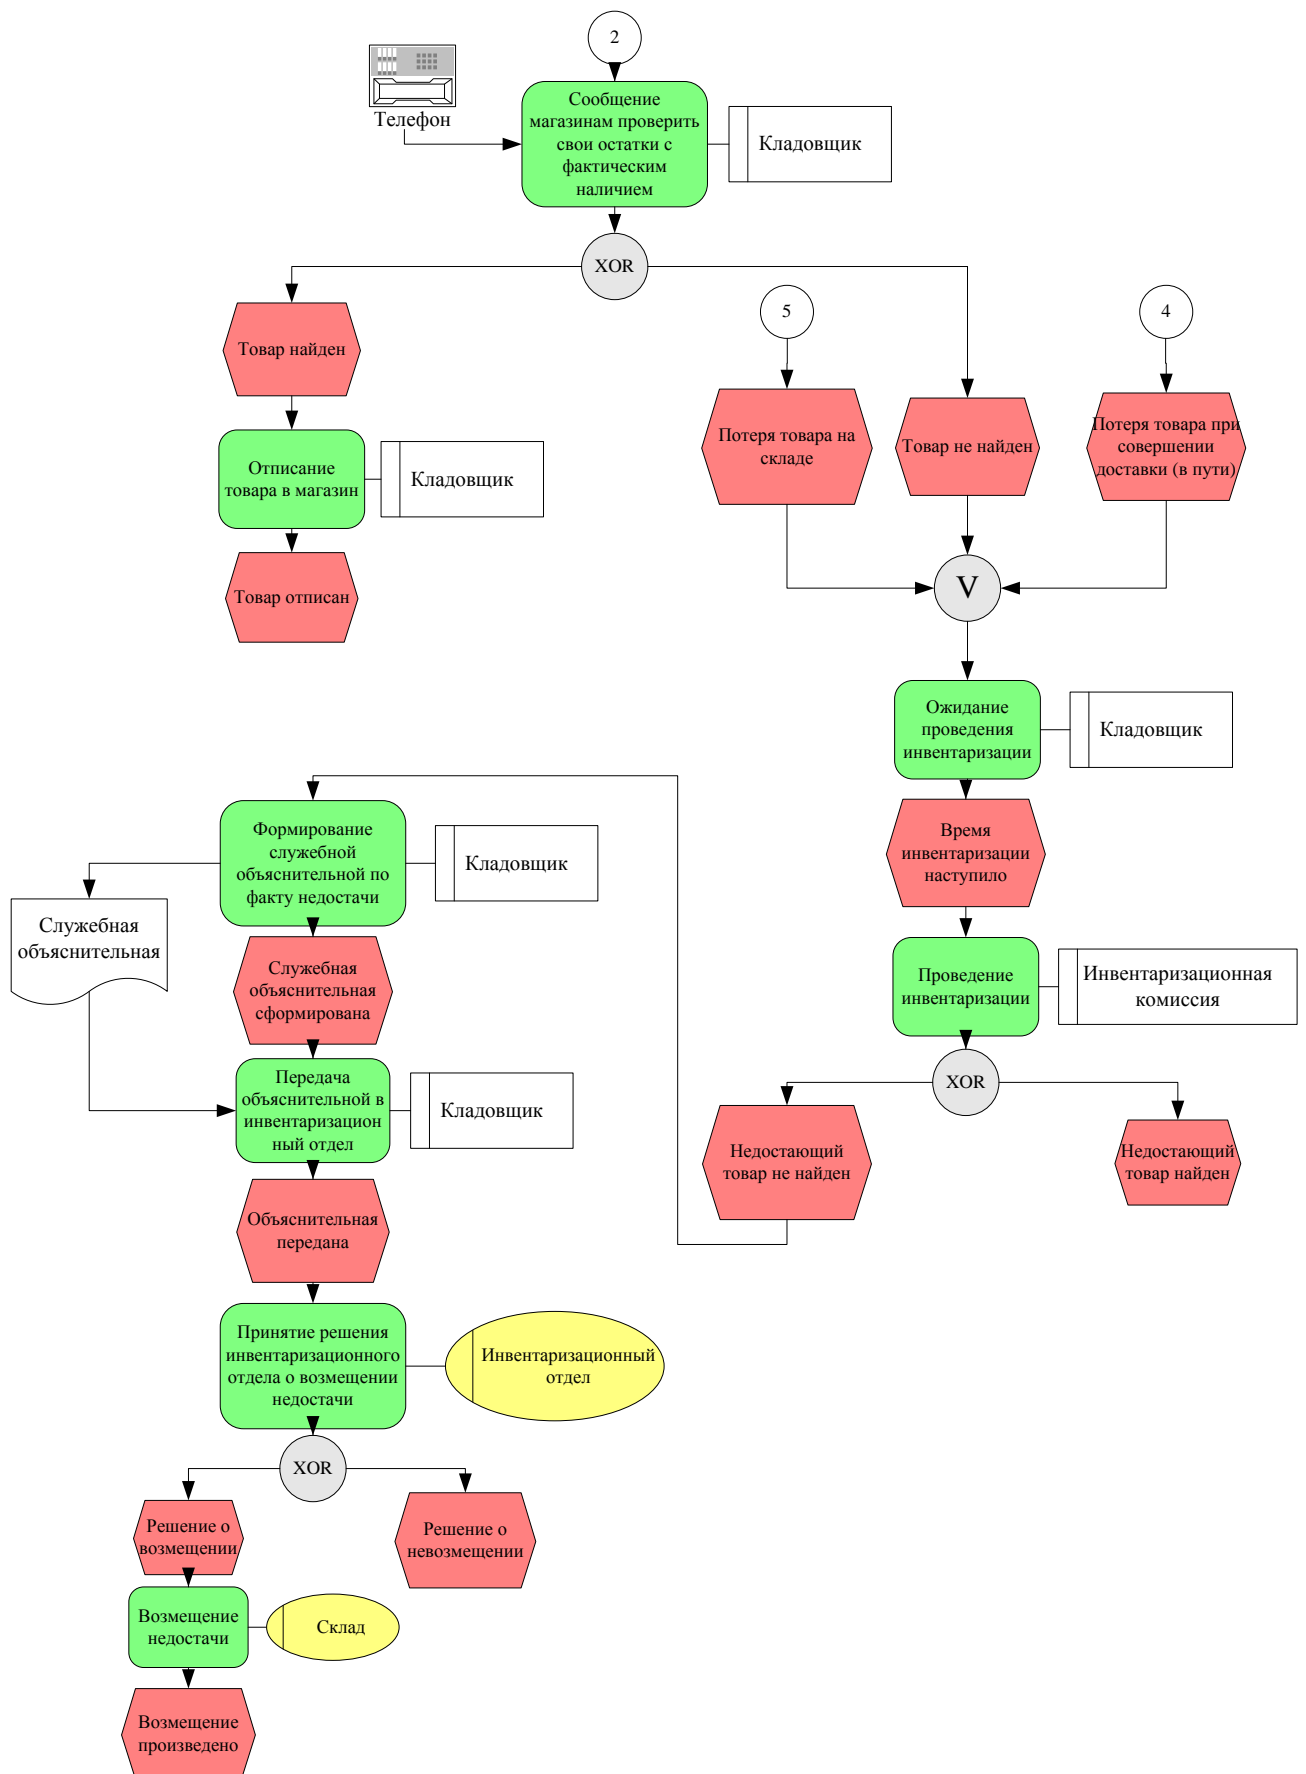 2
Телефон
Сообщение
магазинам проверить
свои остатки с
фактическим
наличием
Кладовщик
XOR
5
4
Товар найден
Потеря товара на
складе
Товар не найден
Потеря товара при
совершении
доставки (в пути)
Отписание
товара в магазин
Кладовщик
Товар отписан
V
Ожидание
проведения
инвентаризации
Кладовщик
Время
инвентаризации
наступило
Проведение
инвентаризации
Инвентаризационная
комиссия
XOR
Недостающий
товар не найден
Недостающий
товар найден
Формирование
служебной
объяснительной по
факту недостачи
Кладовщик
Служебная
объяснительная
Служебная
объяснительная
сформирована
Передача
объяснительной в
инвентаризацион
ный отдел
Кладовщик
Объяснительная
передана
Принятие решения
инвентаризационного
отдела о возмещении
недостачи
Инвентаризационный
отдел
XOR
Решение о
возмещении
Решение о
невозмещении
Возмещение
недостачи
Склад
Возмещение
произведено